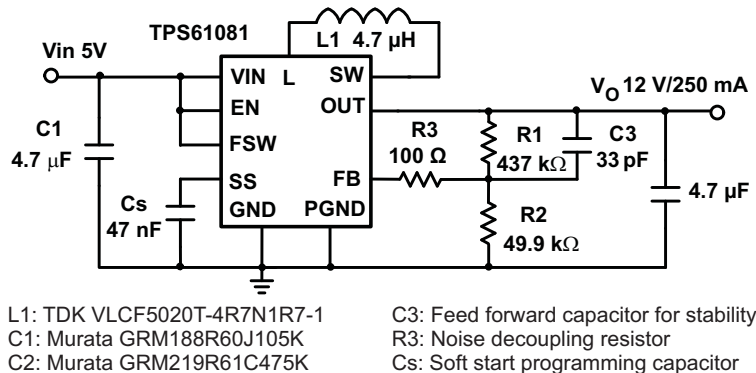 TPS61081
L1 4.7 µH
Vin 5V
VIN
L
SW
EN
OUT
VO 12 V/250 mA
C1
4.7 µF
FSW
R3
100 Ω
R1
437 kΩ
C3
33 pF
Cs
47 nF
SS
FB
4.7 µF
GND
PGND
R2
49.9 kΩ
L1: TDK VLCF5020T-4R7N1R7-1
C1: Murata GRM188R60J105K
C2: Murata GRM219R61C475K
C3: Feed forward capacitor for stability
R3: Noise decoupling resistor
Cs: Soft start programming capacitor